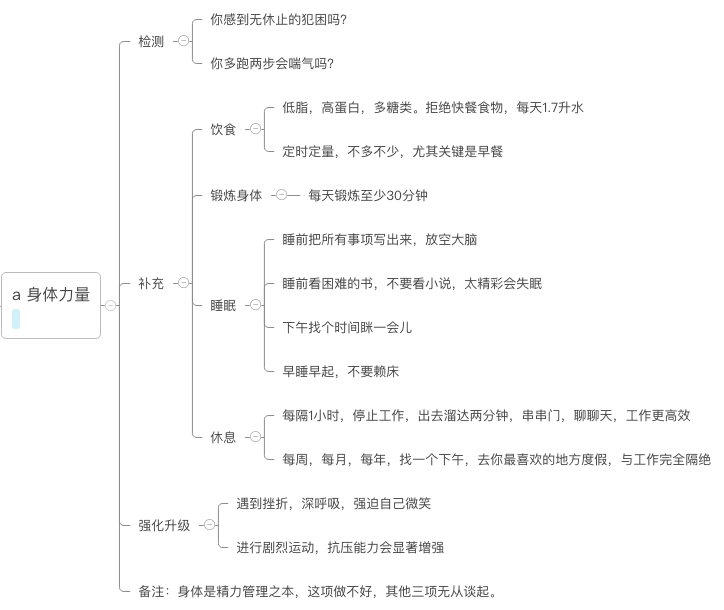 你感到无休止的犯困吗?
检测
你多跑两步会喘气吗?
低脂，高蛋白，多糖类。拒绝快餐食物，每天1.7升水
饮食
定时定量，不多不少，尤其关键是早餐
锻炼身体
每天锻炼至少30分钟
睡前把所有事项写出来，放空大脑
补充
睡前看困难的书，不要看小说，太精彩会失眠
a 身体力量
睡眠
下午找个时间眯一会儿
早睡早起，不要赖床
每隔1小时，停止工作，出去溜达两分钟，串串门，聊聊天，工作更高效
休息
每周，每月，每年，找一个下午，去你最喜欢的地方度假，与工作完全隔绝
遇到挫折，深呼吸，强迫自己微笑
强化升级
进行剧烈运动，抗压能力会显著增强
备注：身体是精力管理之本，这项做不好，其他三项无从谈起。